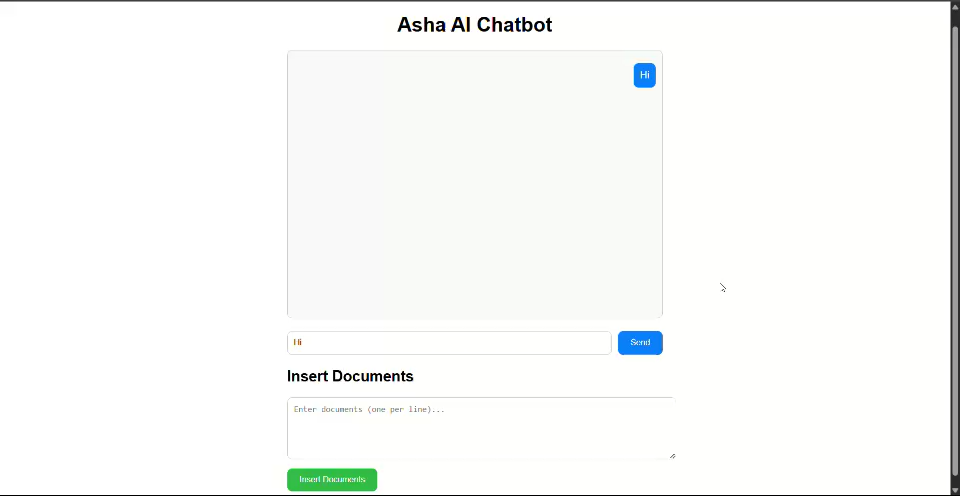 Asha AI Chatbot
Hi
Hi
Send
Insert Documents
Enter documents (one per line)...
Insert Documents